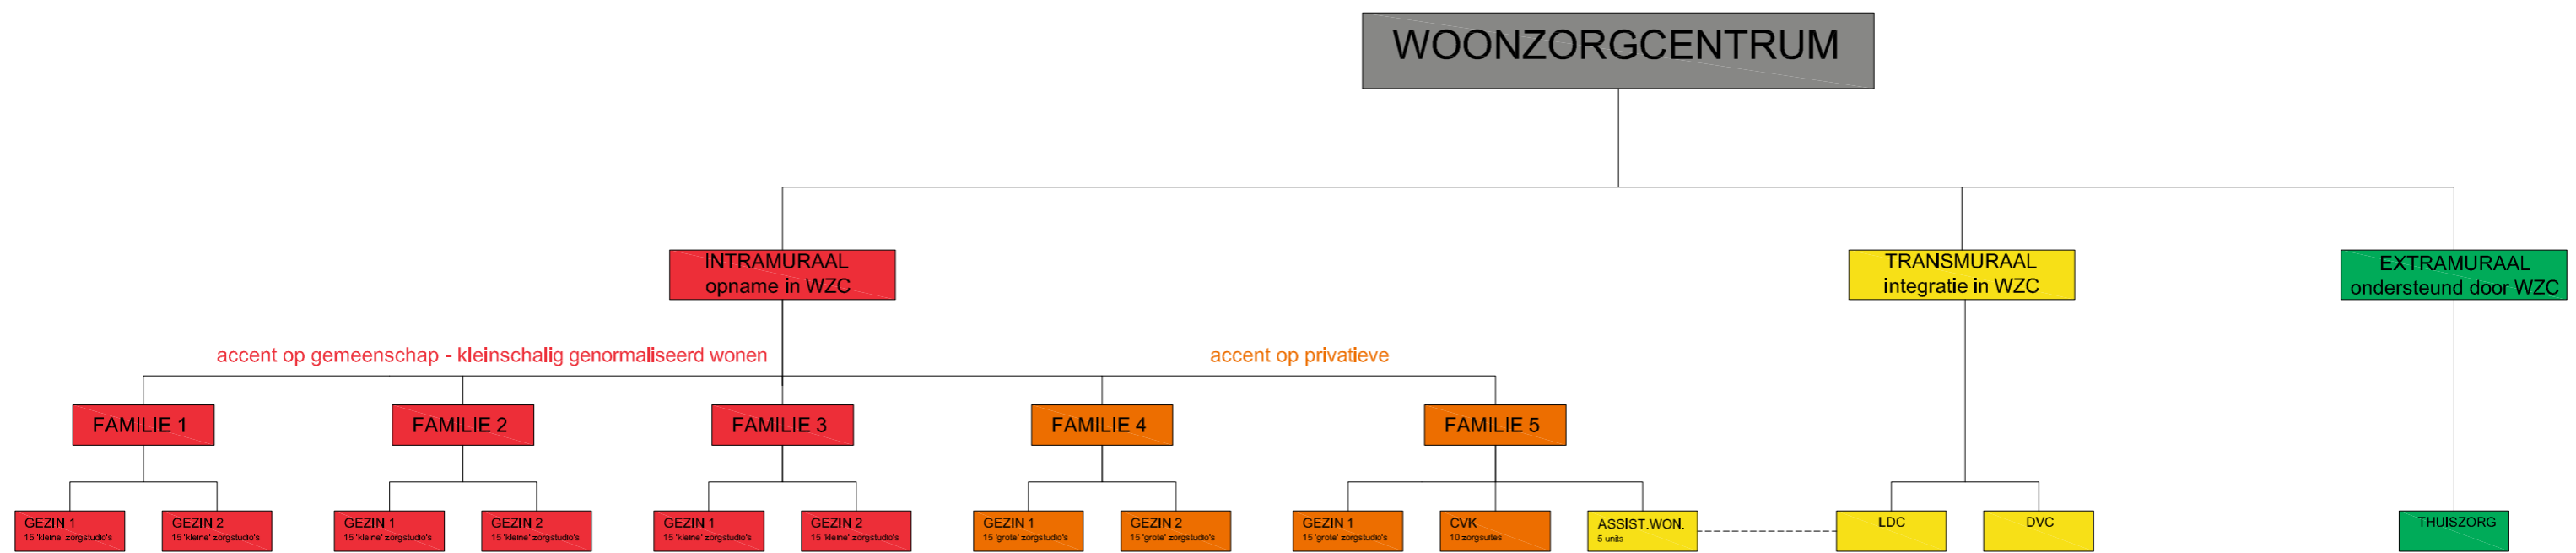 WOONZORGCENTRUM
INTRAMURAAL
opname in WZC
TRANSMURAAL
integratie in WZC
EXTRAMURAAL
ondersteund door WZC
accent op gemeenschap - kleinschalig genormaliseerd wonen
accent op privatieve
FAMILIE 1
FAMILIE 2
FAMILIE 3
FAMILIE 4
FAMILIE 5
GEZIN 1
15 'kleine' zorgstudio's
GEZIN 2
15 'kleine' zorgstudio's
GEZIN 1
15 'kleine' zorgstudio's
GEZIN 2
15 'kleine' zorgstudio's
GEZIN 1
15 'kleine' zorgstudio's
GEZIN 2
15 'kleine' zorgstudio's
GEZIN 1
15 'grote' zorgstudio's
GEZIN 2
15 'grote' zorgstudio's
GEZIN 1
15 'grote' zorgstudio's
CVK
10 zorgsuites
ASSIST.WON.
5 units
LDC
DVC
THUISZORG